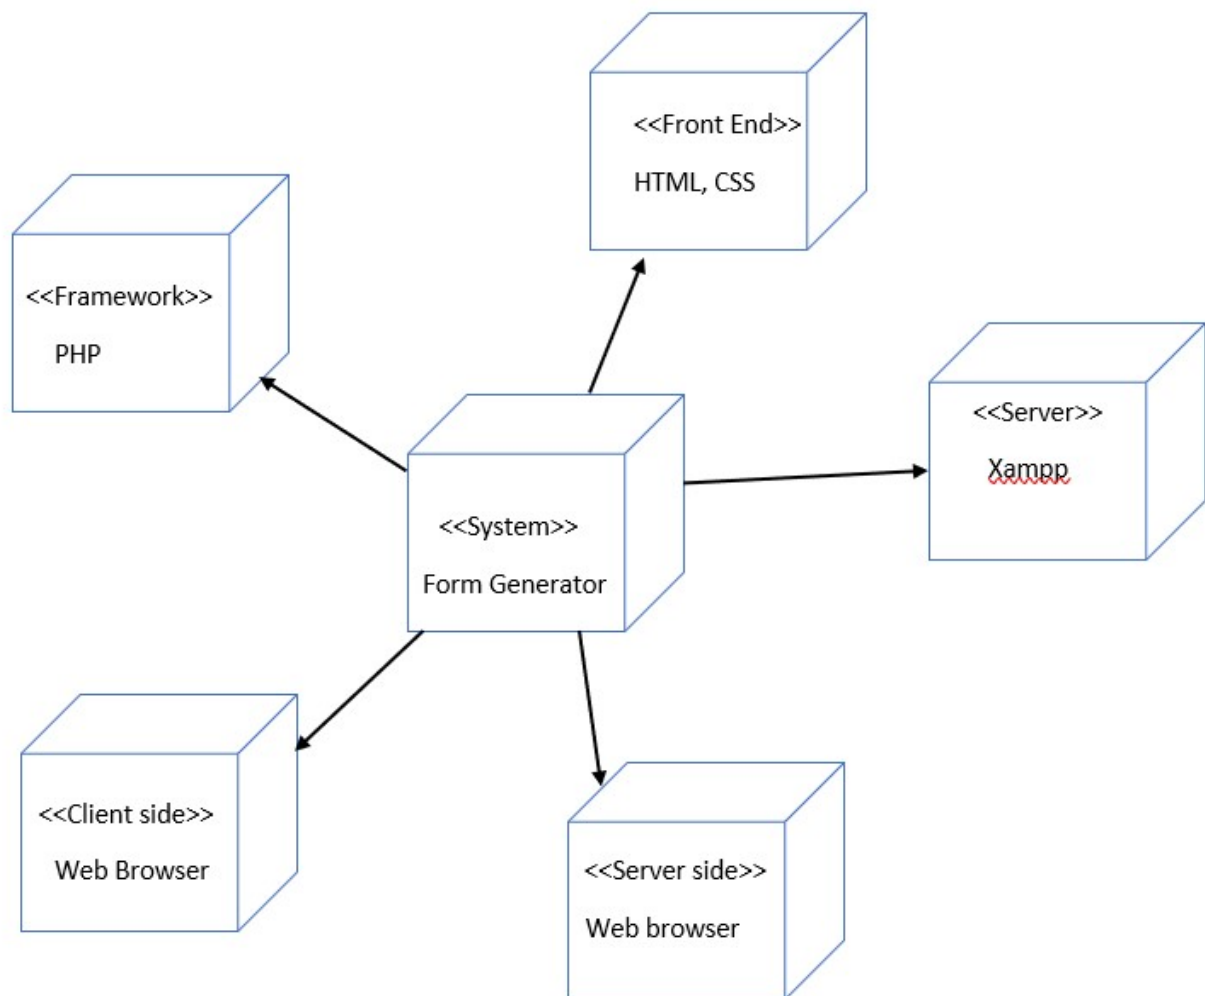 <<Front End>>
HTML, CSS
<<Framework>>
PHP
<<Server>>
Xampp
<<System>>
Form Generator
<<Client side>>
Web Browser
<<Server side>>
Web browser